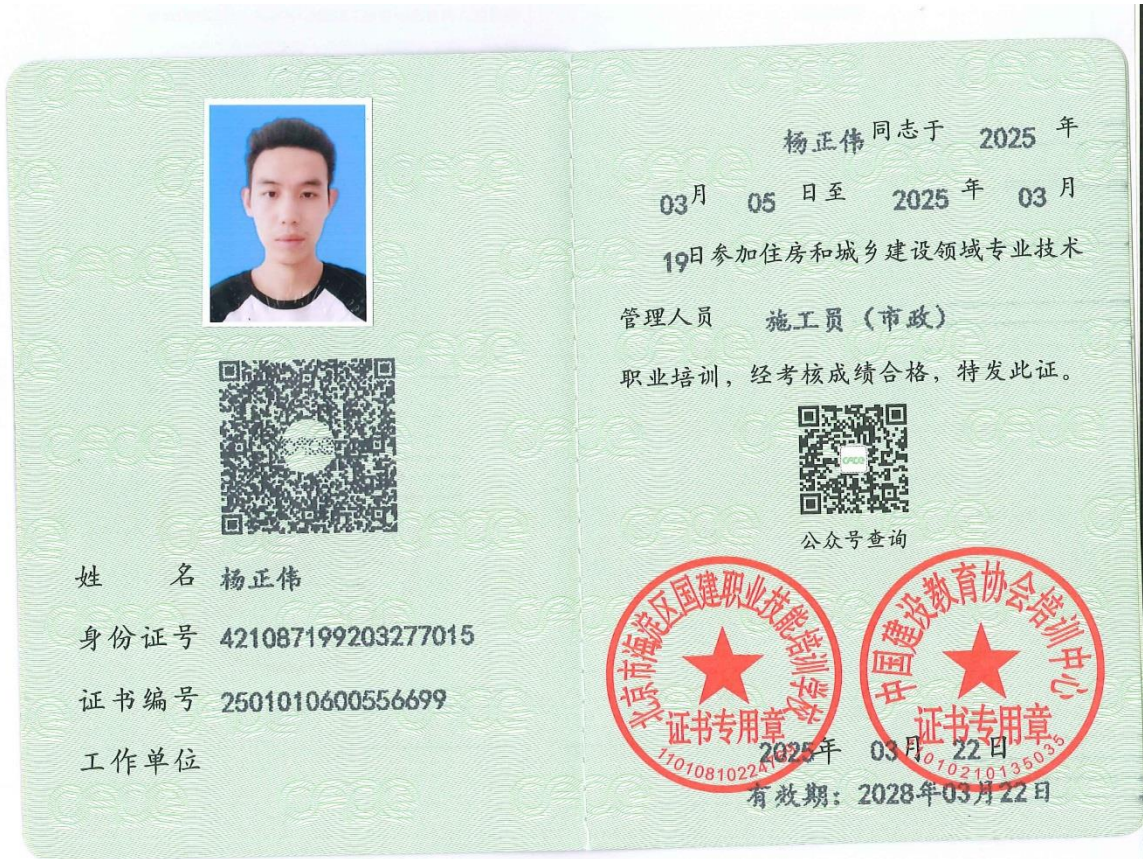 姓 名 杨正伟
身份证号 421087199203277015
证书编号 2501010600556699
工作单位
杨正伟同志于 2025 年
03月 05 日至 2025 年 03 月
19日参加住房和城乡建设领域专业技术
管理人员 施工员（市政）
职业培训，经考核成绩合格，特发此证。
cece
公众号查询
北京市海淀区国建职业技能培训学校
证书专用章
中国建设教育协会培训中心
证书专用章
2025年 03月 22日
有效期：2028年03月22日